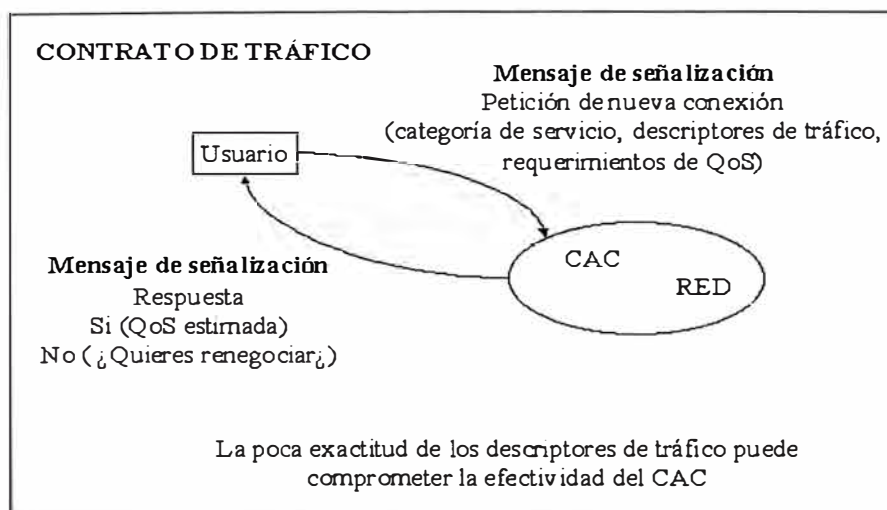 CONTRATO DE TRÁFICO
Mensaje de señalización
Petición de nueva conexión
(categoría de servicio, descriptores de tráfico,
requerimientos de QoS)
Usuario
CAC
RED
Mensaje de señalización
Respuesta
Si (QoS estimada)
No (¿Quieres renegociar¿)
La poca exactitud de los descriptores de tráfico puede
comprometer la efectividad del CAC